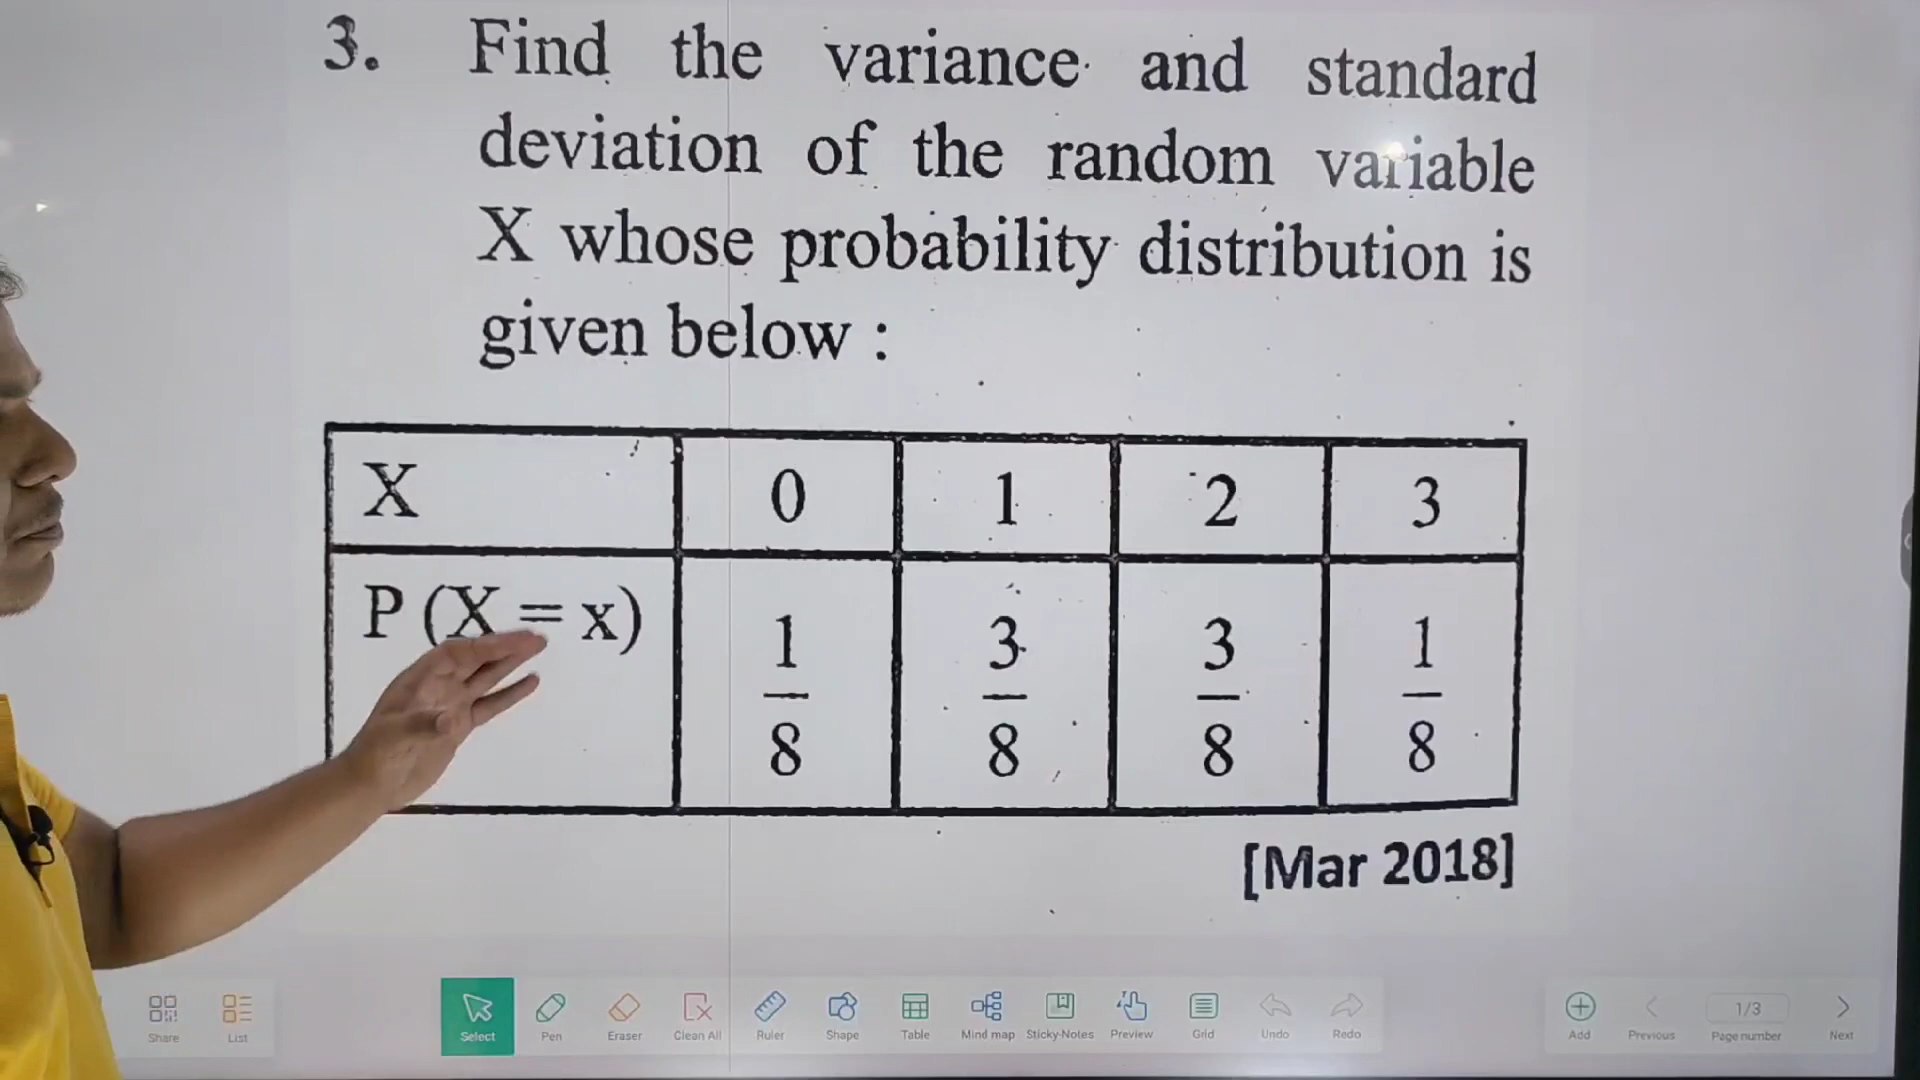 3. Find the variance and standard
deviation of the random variable
X whose probability distribution is
given below :
X 0 1 2 3
P (X = x) 1/8 3/8 3/8 1/8
[Mar 2018]
Share List Select Pen Eraser Clean All Ruler Shape Table Mind map Sticky-Notes Preview Grid Undo Redo Add Previous 1/3 Page number Next